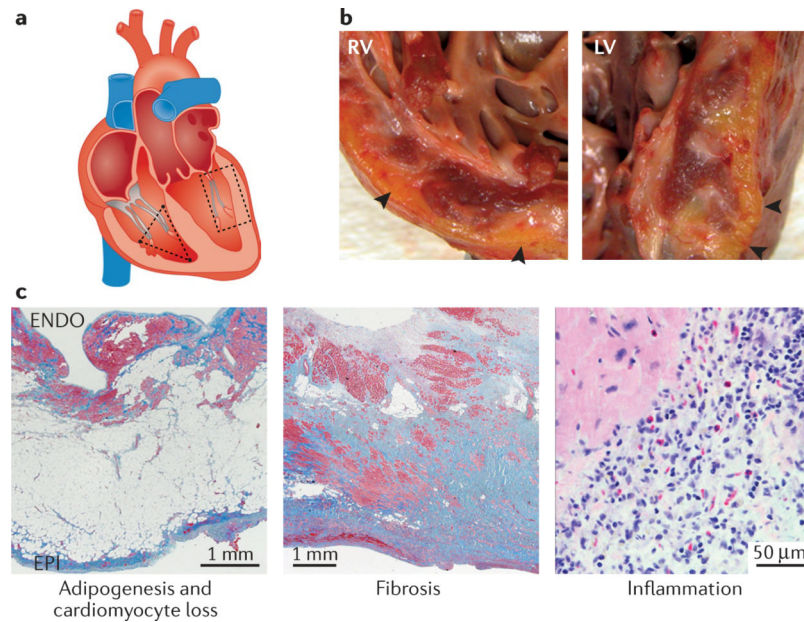 a
b
RV
LV
c
ENDO
EPI
1 mm
1 mm
50 µm
Adipogenesis and
cardiomyocyte loss
Fibrosis
Inflammation